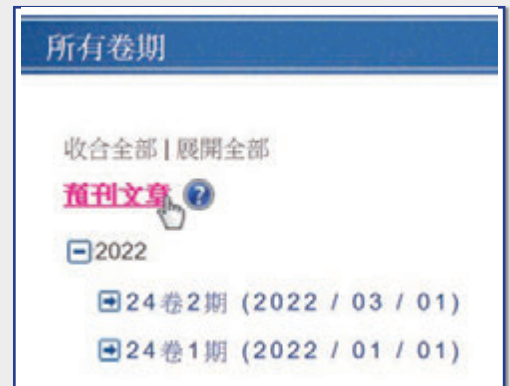 所有卷期
收合全部 | 展開全部
預刊文章 ?
2022
24卷2期 (2022 / 03 / 01)
24卷1期 (2022 / 01 / 01)